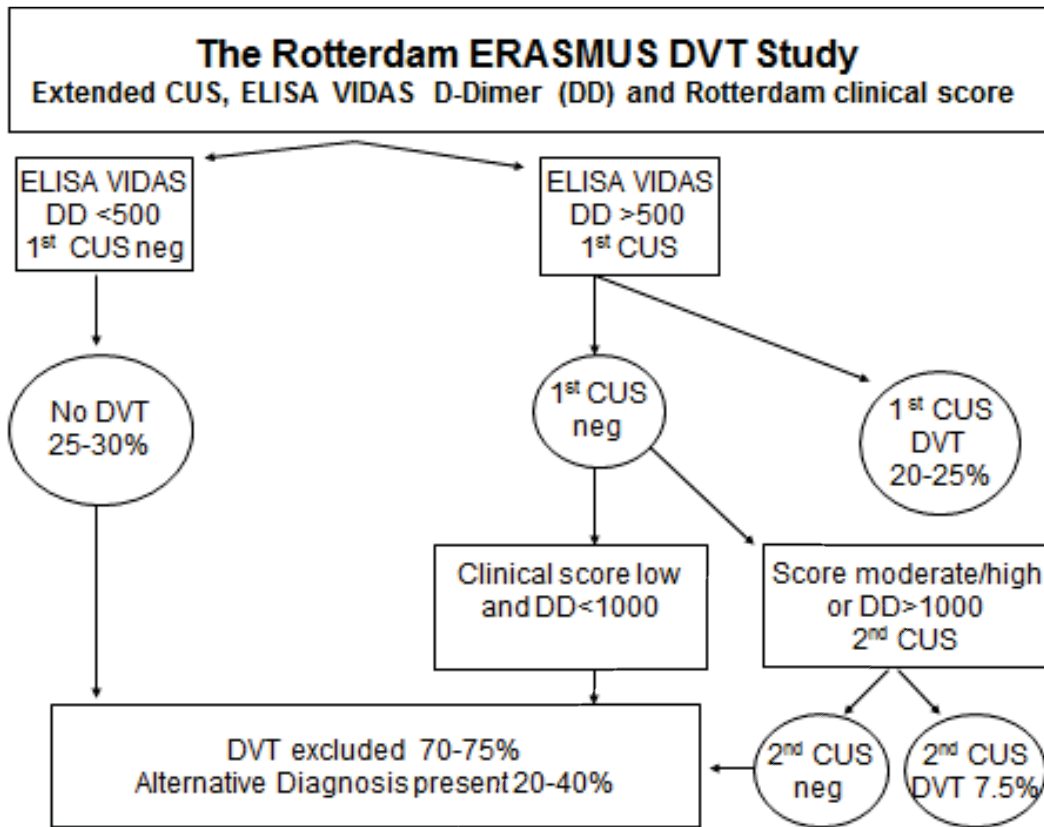 The Rotterdam ERASMUS DVT Study
Extended CUS, ELISA VIDAS D-Dimer (DD) and Rotterdam clinical score
ELISA VIDAS
DD <500
1st CUS neg
ELISA VIDAS
DD >500
1st CUS
No DVT
25-30%
1st CUS
neg
1st CUS
DVT
20-25%
Clinical score low
and DD<1000
Score moderate/high
or DD>1000
2nd CUS
DVT excluded 70-75%
Alternative Diagnosis present 20-40%
2nd CUS
neg
2nd CUS
DVT 7.5%